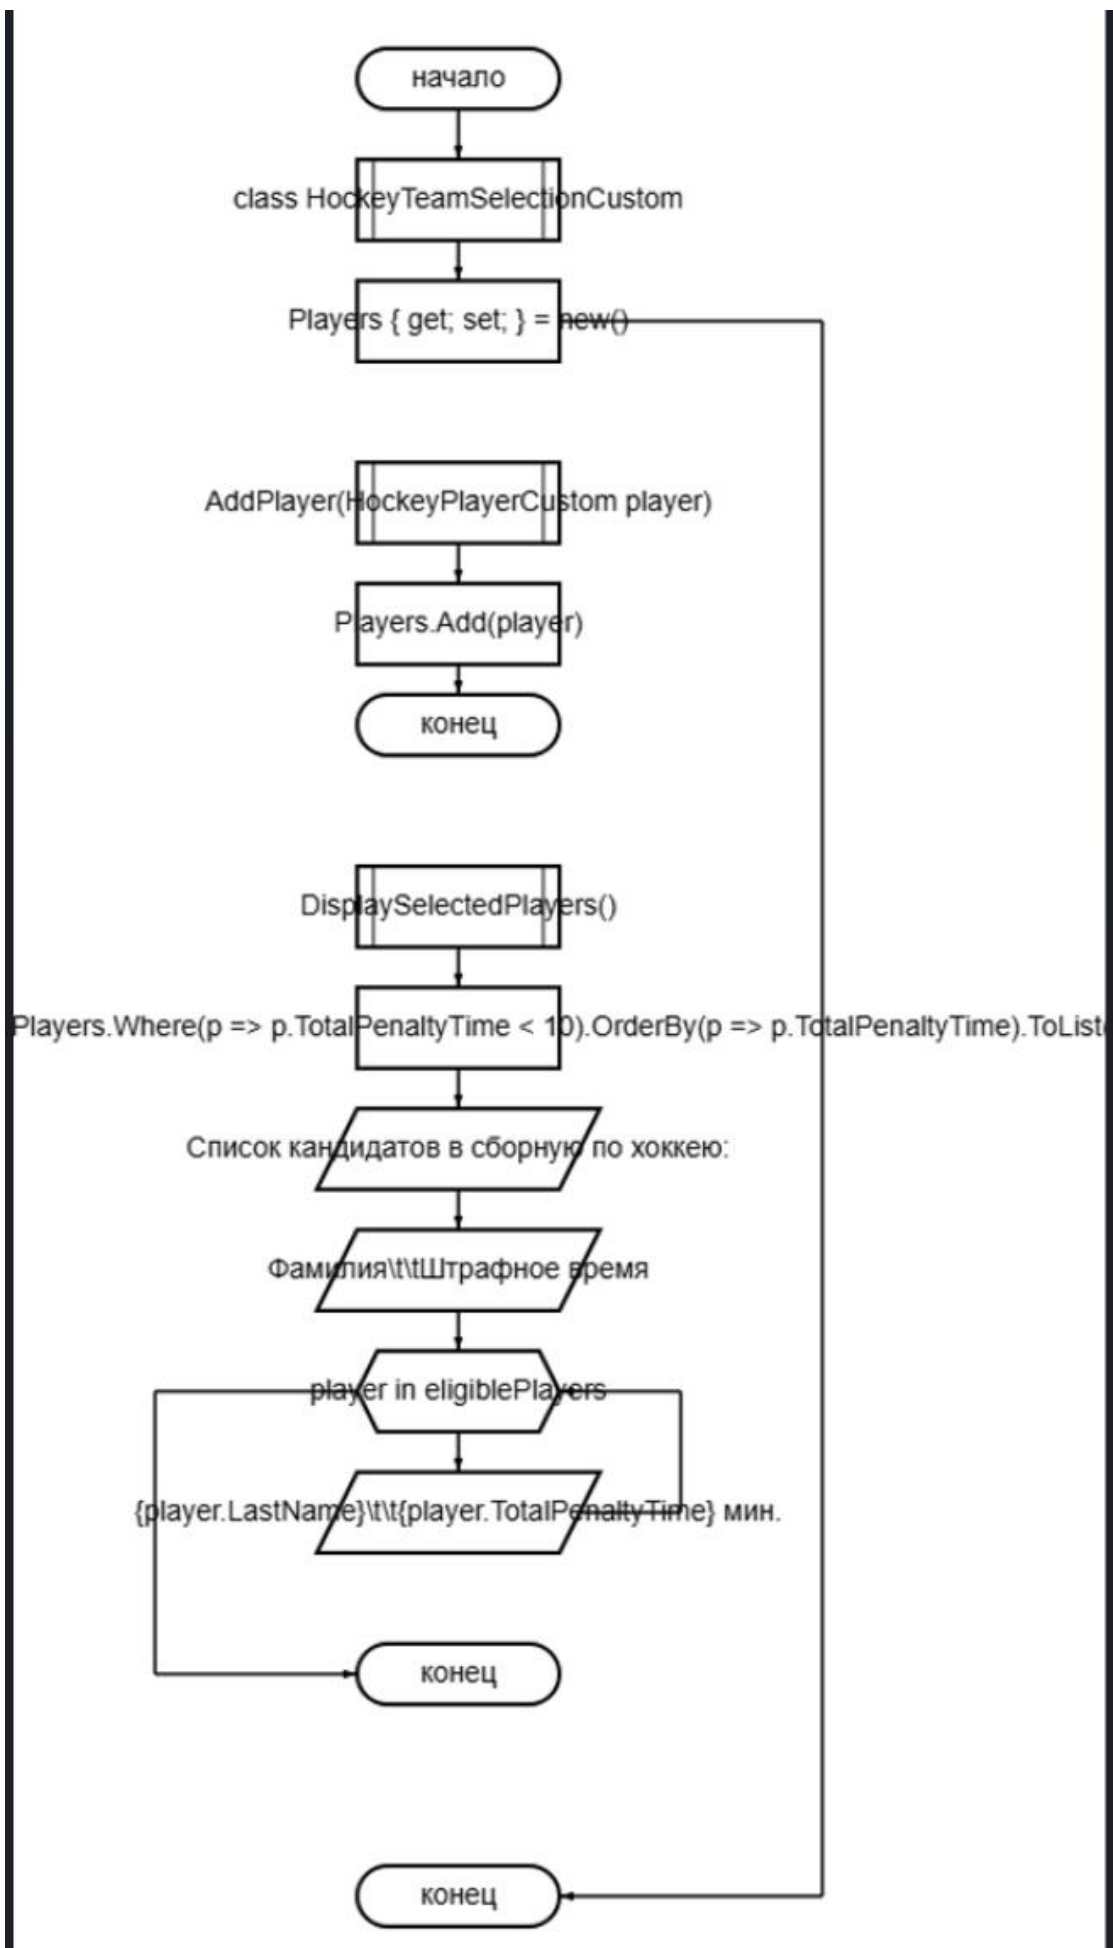 начало
class HockeyTeamSelectionCustom
Players { get; set; } = new()
AddPlayer(HockeyPlayerCustom player)
Players.Add(player)
конец
DisplaySelectedPlayers()
Players.Where(p => p.TotalPenaltyTime < 10).OrderBy(p => p.TotalPenaltyTime).ToList(
Список кандидатов в сборную по хоккею:
Фамилия\t\tШтрафное время
player in eligiblePlayers
{player.LastName}\t\t{player.TotalPenaltyTime} мин.
конец
конец